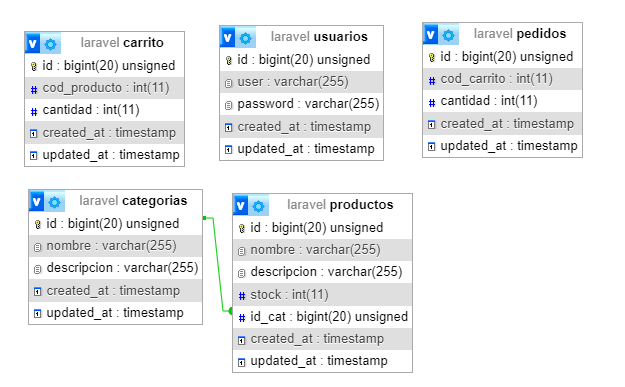 laravel carrito
id : bigint(20) unsigned
cod_producto : int(11)
cantidad : int(11)
created_at : timestamp
updated_at : timestamp
laravel usuarios
id : bigint(20) unsigned
user : varchar(255)
password : varchar(255)
created_at : timestamp
updated_at : timestamp
laravel pedidos
id : bigint(20) unsigned
cod_carrito : int(11)
cantidad : int(11)
created_at : timestamp
updated_at : timestamp
laravel categorias
id : bigint(20) unsigned
nombre : varchar(255)
descripcion : varchar(255)
created_at : timestamp
updated_at : timestamp
laravel productos
id : bigint(20) unsigned
nombre : varchar(255)
descripcion : varchar(255)
stock : int(11)
id_cat : bigint(20) unsigned
created_at : timestamp
updated_at : timestamp